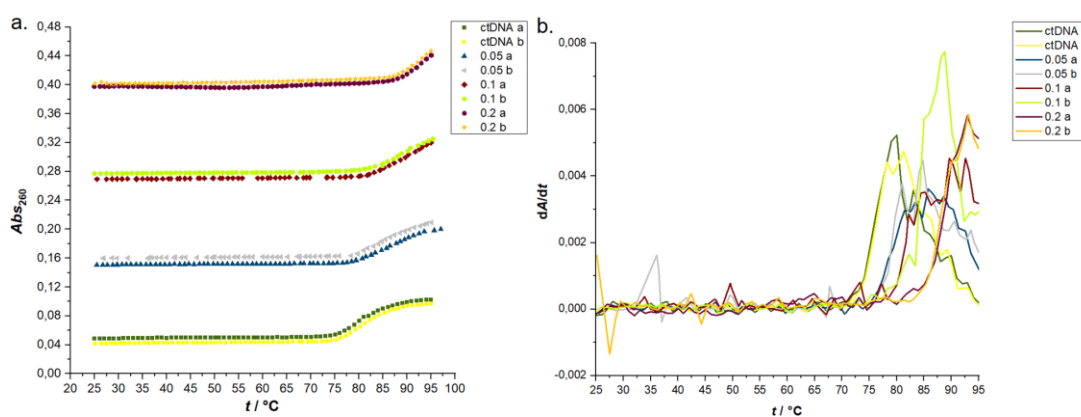 a.
Abs260
0,48
0,44
0,40
0,36
0,32
0,28
0,24
0,20
0,16
0,12
0,08
0,04
0,00
20 25 30 35 40 45 50 55 60 65 70 75 80 85 90 95 100
t / °C
ctDNA a
ctDNA b
0.05 a
0.05 b
0.1 a
0.1 b
0.2 a
0.2 b
b.
dA/dt
0,008
0,006
0,004
0,002
0,000
-0,002
25 30 35 40 45 50 55 60 65 70 75 80 85 90 95
t / °C
ctDNA
ctDNA
0.05 a
0.05 b
0.1 a
0.1 b
0.2 a
0.2 b